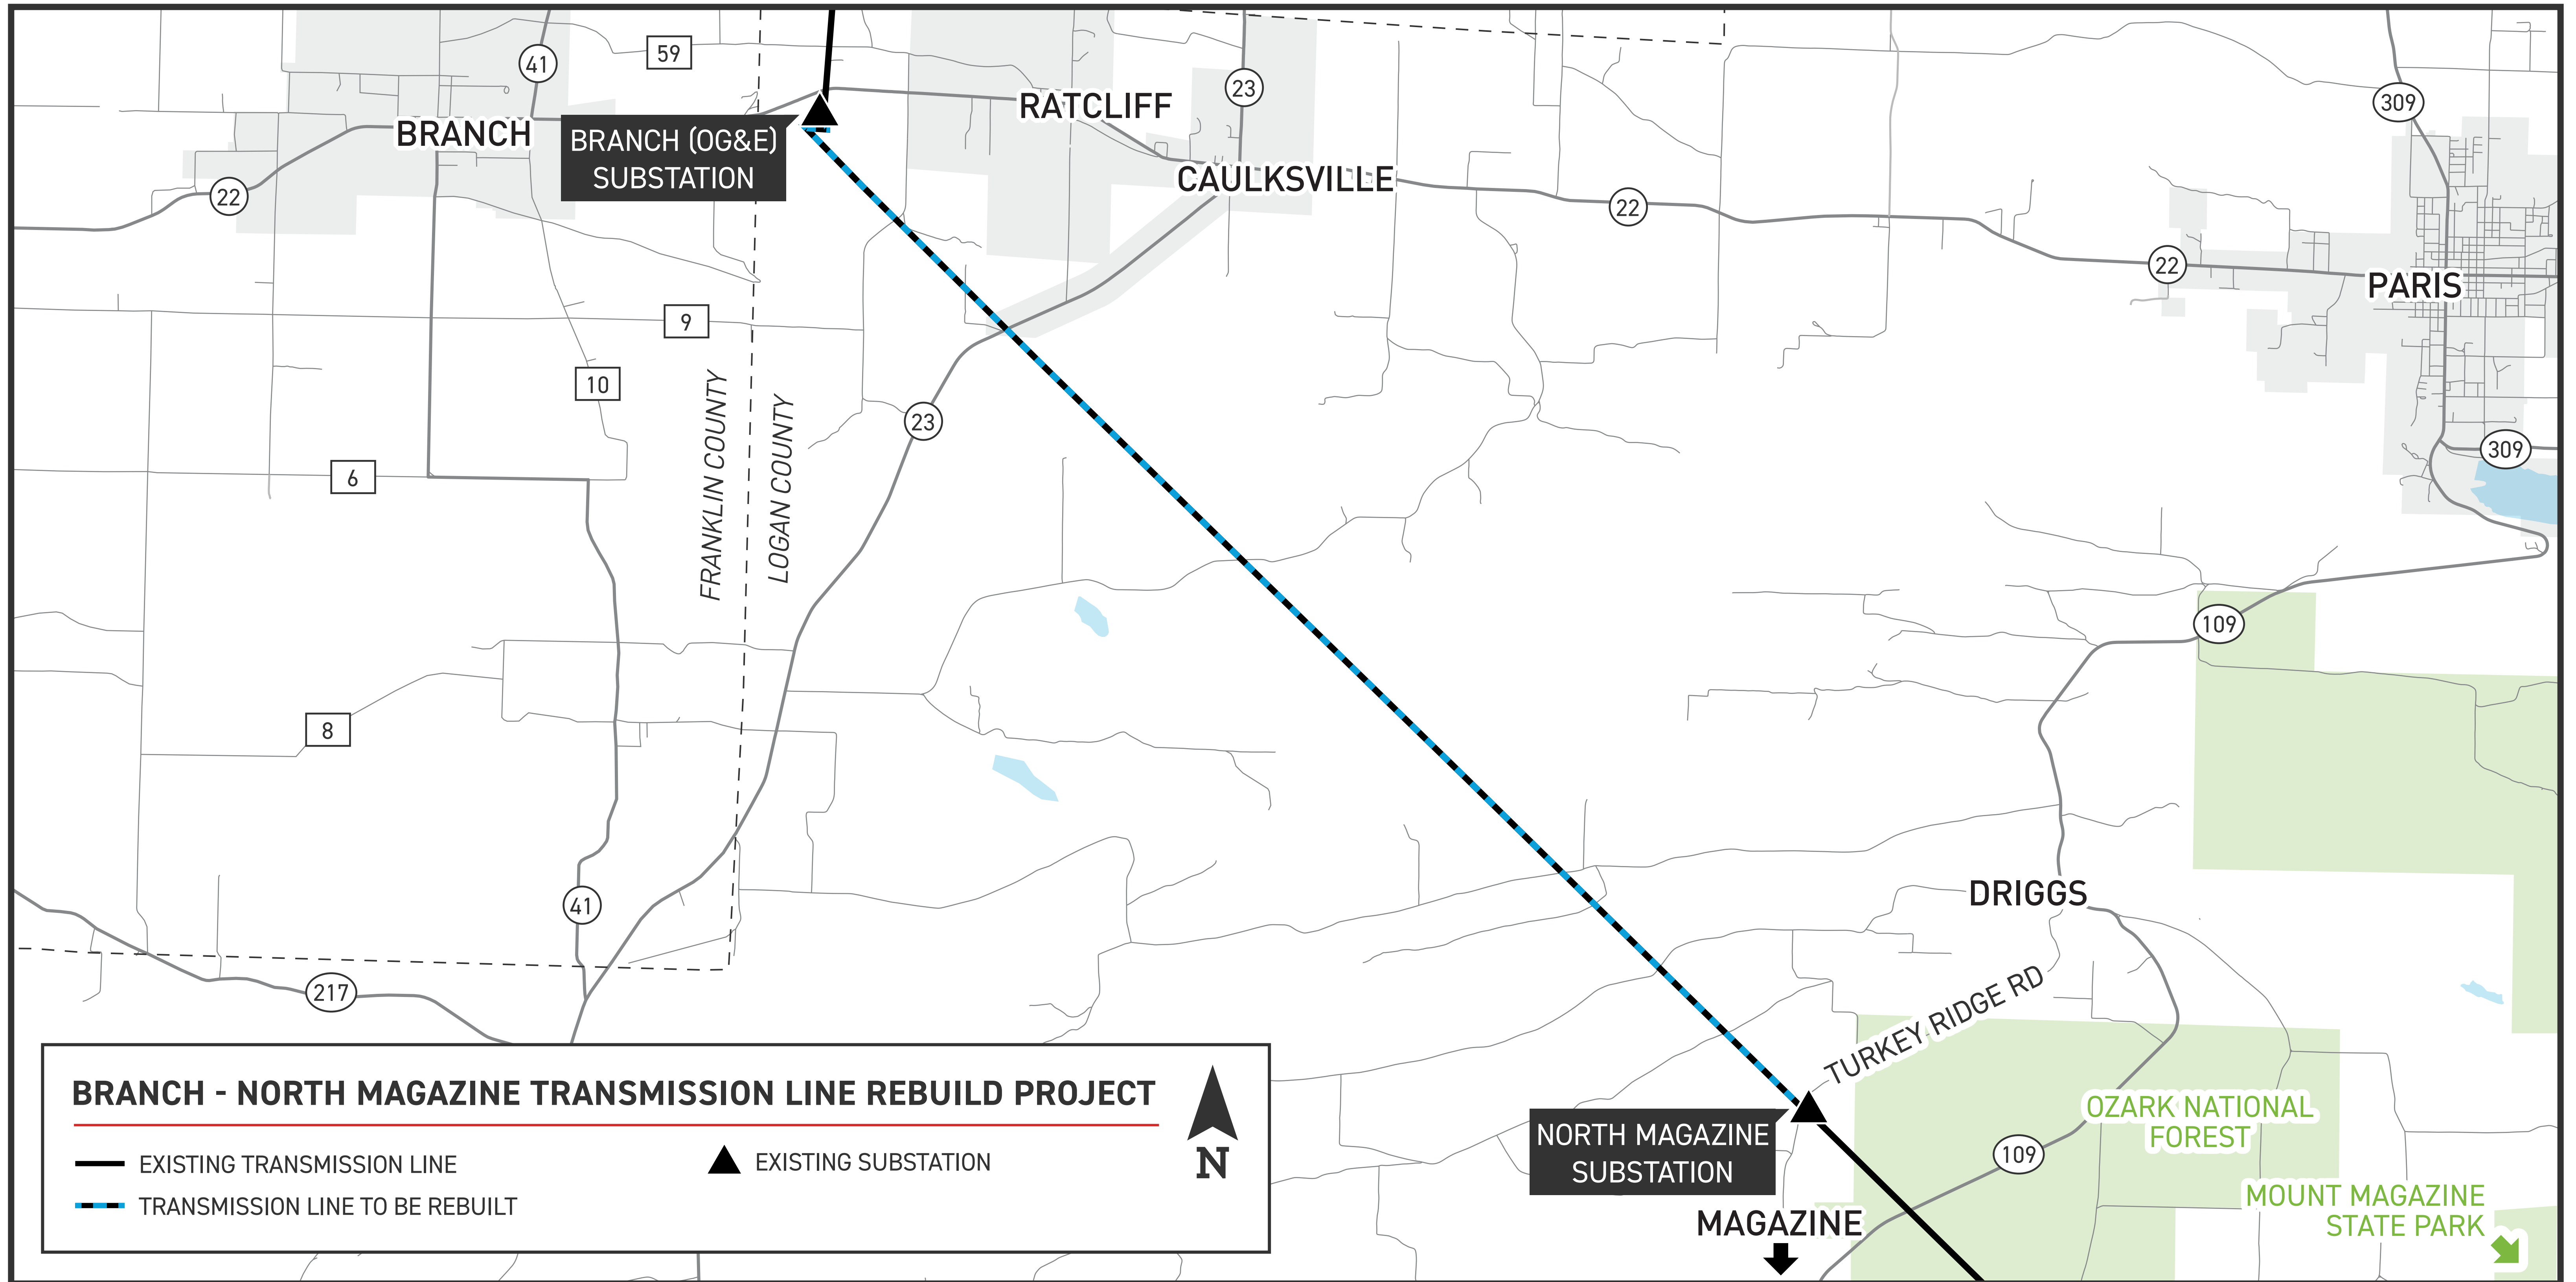 59
41
23
309
RATCLIFF
BRANCH
BRANCH (OG&E)
SUBSTATION
CAULKSVILLE
22
22
22
PARIS
9
10
23
FRANKLIN COUNTY
LOGAN COUNTY
309
6
109
8
DRIGGS
41
217
TURKEY RIDGE RD
BRANCH - NORTH MAGAZINE TRANSMISSION LINE REBUILD PROJECT
EXISTING TRANSMISSION LINE
EXISTING SUBSTATION
TRANSMISSION LINE TO BE REBUILT
N
NORTH MAGAZINE
SUBSTATION
OZARK NATIONAL
FOREST
109
MOUNT MAGAZINE
STATE PARK
MAGAZINE